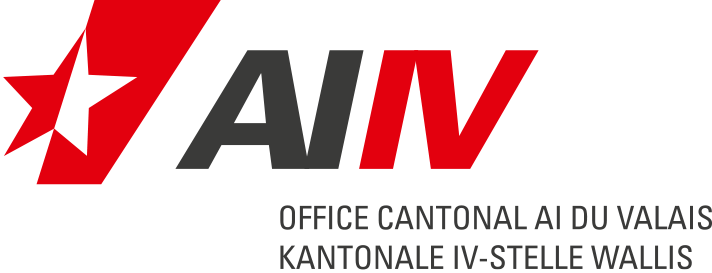 AIIV
OFFICE CANTONAL AI DU VALAIS
KANTONALE IV-STELLE WALLIS